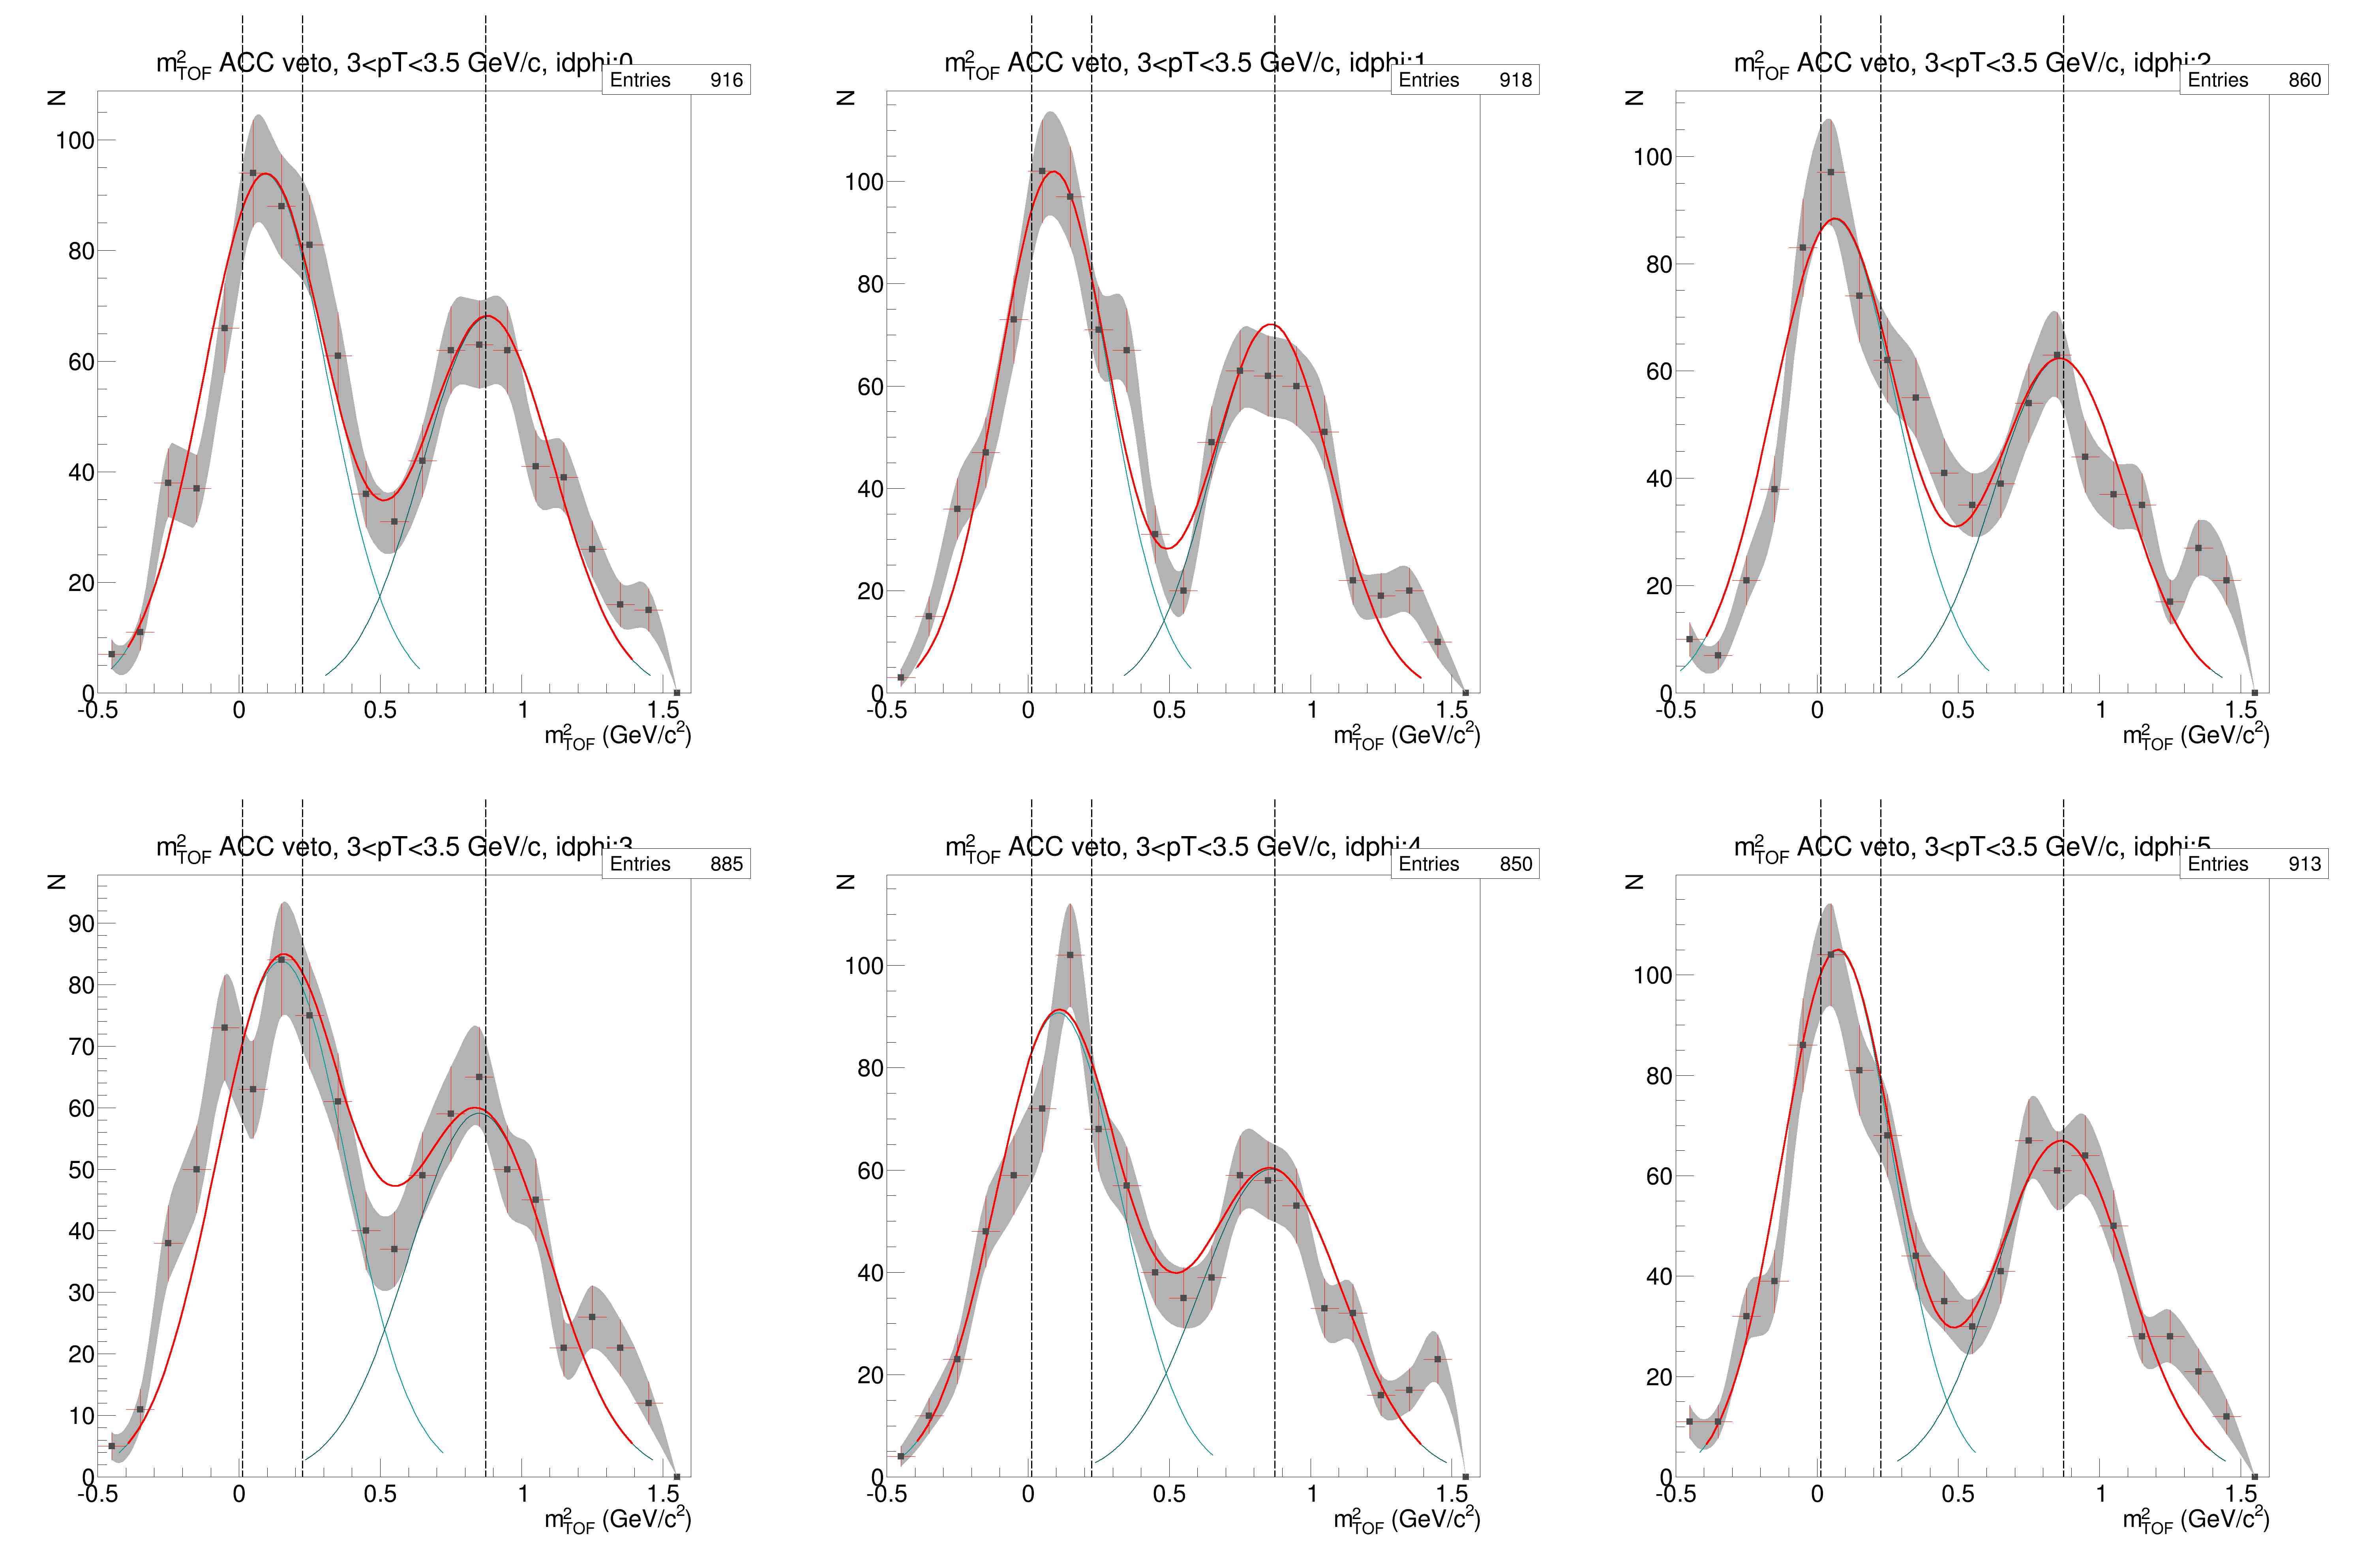 m²TOF ACC veto, 3<pT<3.5 GeV/c, idphi:0
Entries 916
N
100
80
60
40
20
0
-0.5 0 0.5 1 1.5
m²TOF (GeV/c²)
m²TOF ACC veto, 3<pT<3.5 GeV/c, idphi:1
Entries 918
N
100
80
60
40
20
0
-0.5 0 0.5 1 1.5
m²TOF (GeV/c²)
m²TOF ACC veto, 3<pT<3.5 GeV/c, idphi:2
Entries 860
N
100
80
60
40
20
0
-0.5 0 0.5 1 1.5
m²TOF (GeV/c²)
m²TOF ACC veto, 3<pT<3.5 GeV/c, idphi:3
Entries 885
N
90
80
70
60
50
40
30
20
10
0
-0.5 0 0.5 1 1.5
m²TOF (GeV/c²)
m²TOF ACC veto, 3<pT<3.5 GeV/c, idphi:4
Entries 850
N
100
80
60
40
20
0
-0.5 0 0.5 1 1.5
m²TOF (GeV/c²)
m²TOF ACC veto, 3<pT<3.5 GeV/c, idphi:5
Entries 913
N
100
80
60
40
20
0
-0.5 0 0.5 1 1.5
m²TOF (GeV/c²)